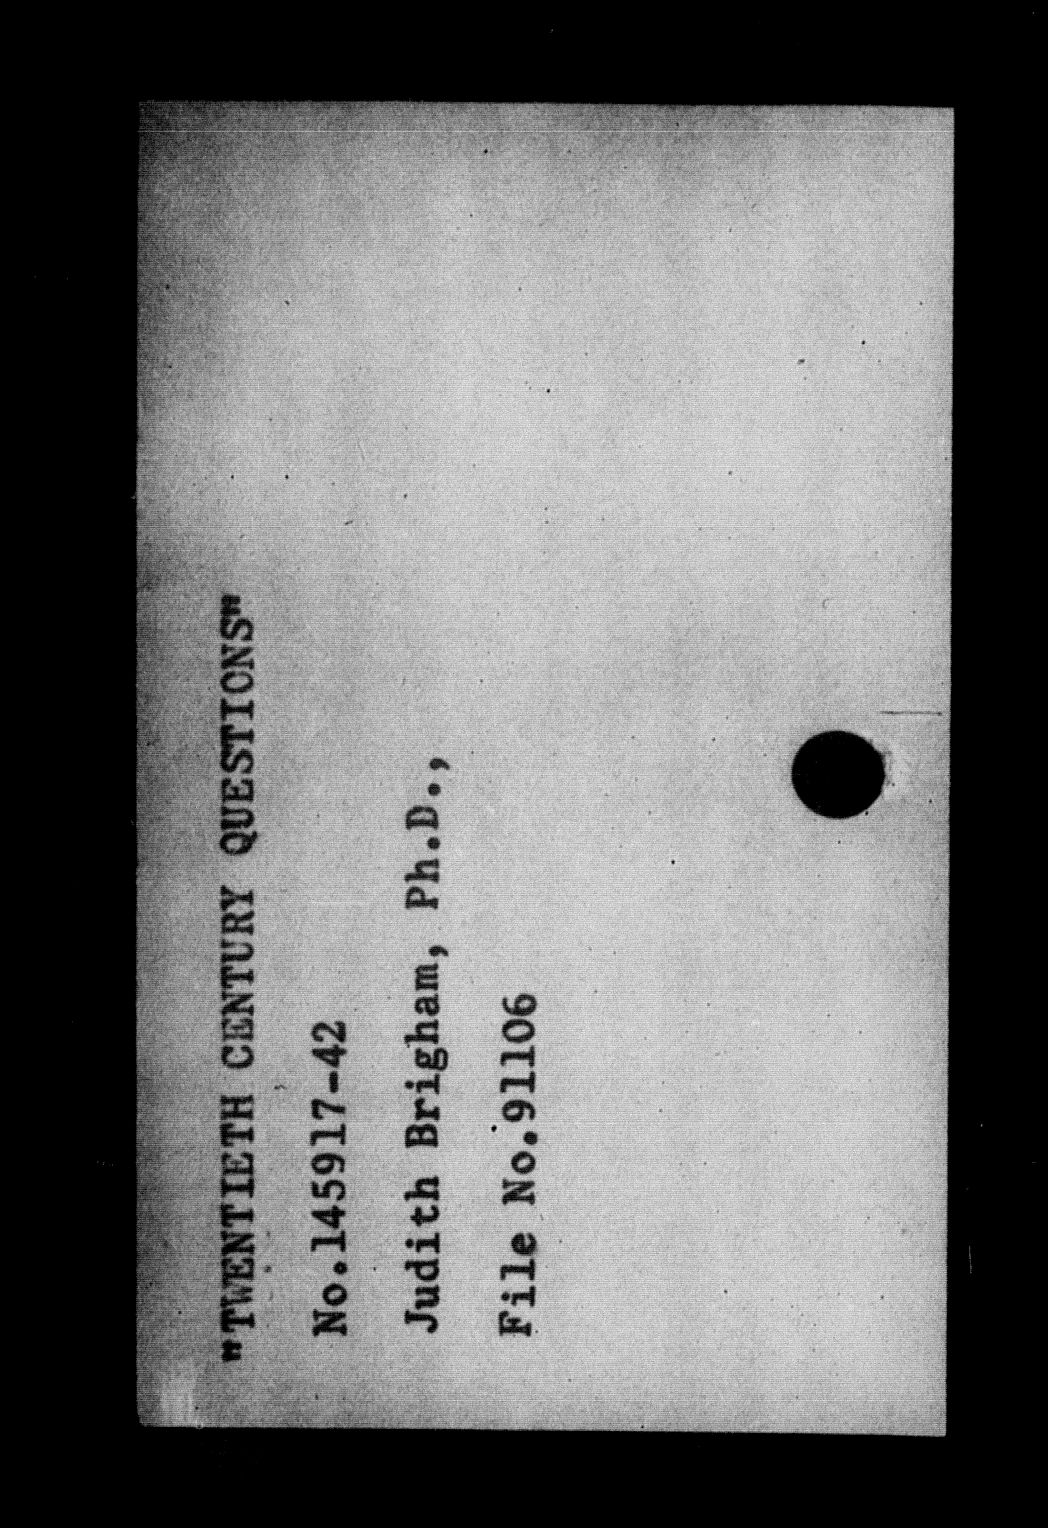 "TWENTIETH CENTURY QUESTIONS"
No.145917-42
Judith Brigham, Ph.D.,
File No.91106